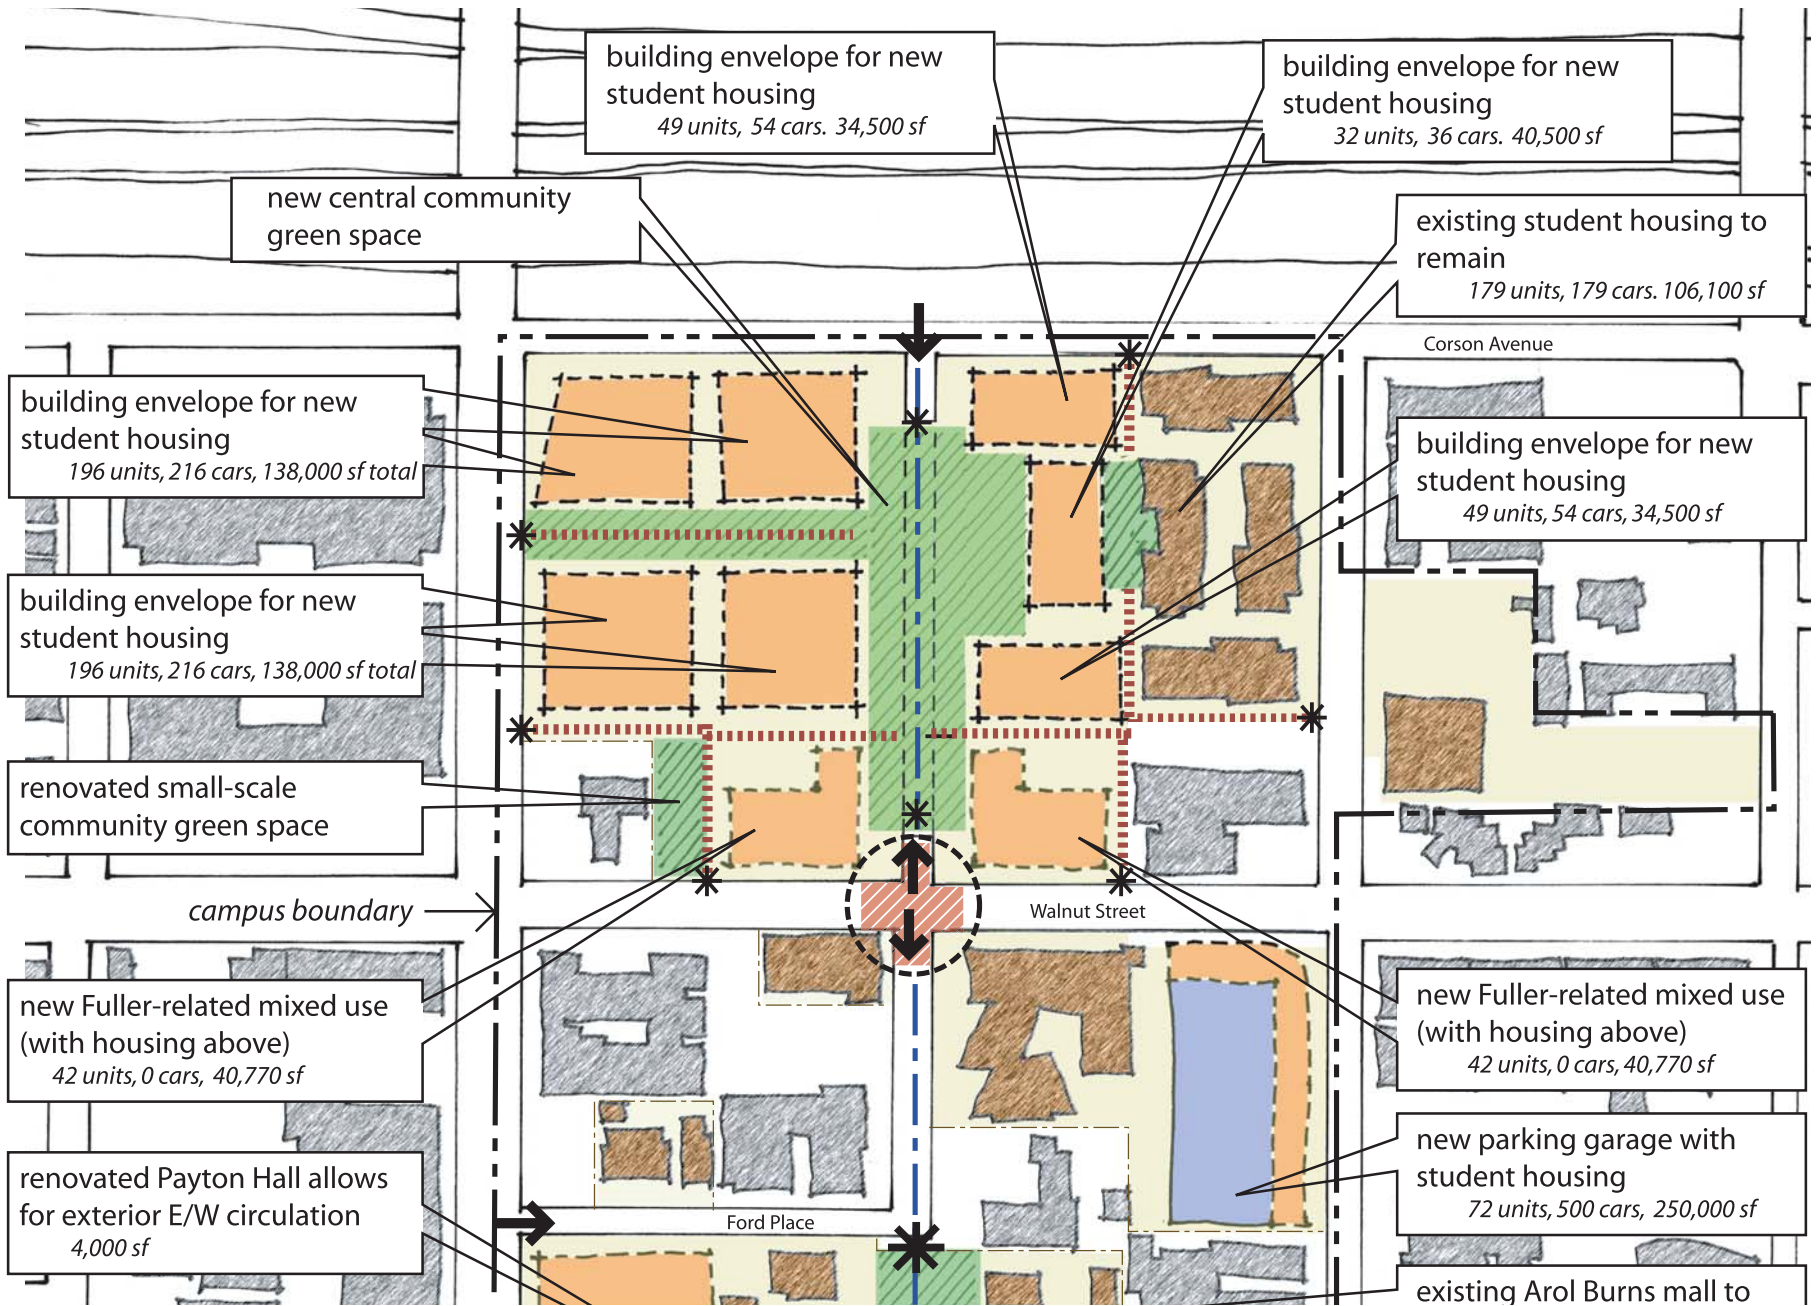 building envelope for new
student housing
49 units, 54 cars. 34,500 sf
building envelope for new
student housing
32 units, 36 cars. 40,500 sf
new central community
green space
existing student housing to
remain
179 units, 179 cars. 106,100 sf
Corson Avenue
building envelope for new
student housing
196 units, 216 cars, 138,000 sf total
building envelope for new
student housing
49 units, 54 cars, 34,500 sf
building envelope for new
student housing
196 units, 216 cars, 138,000 sf total
renovated small-scale
community green space
campus boundary
Walnut Street
new Fuller-related mixed use
(with housing above)
42 units, 0 cars, 40,770 sf
new Fuller-related mixed use
(with housing above)
42 units, 0 cars, 40,770 sf
new parking garage with
student housing
72 units, 500 cars, 250,000 sf
renovated Payton Hall allows
for exterior E/W circulation
4,000 sf
Ford Place
existing Arol Burns mall to